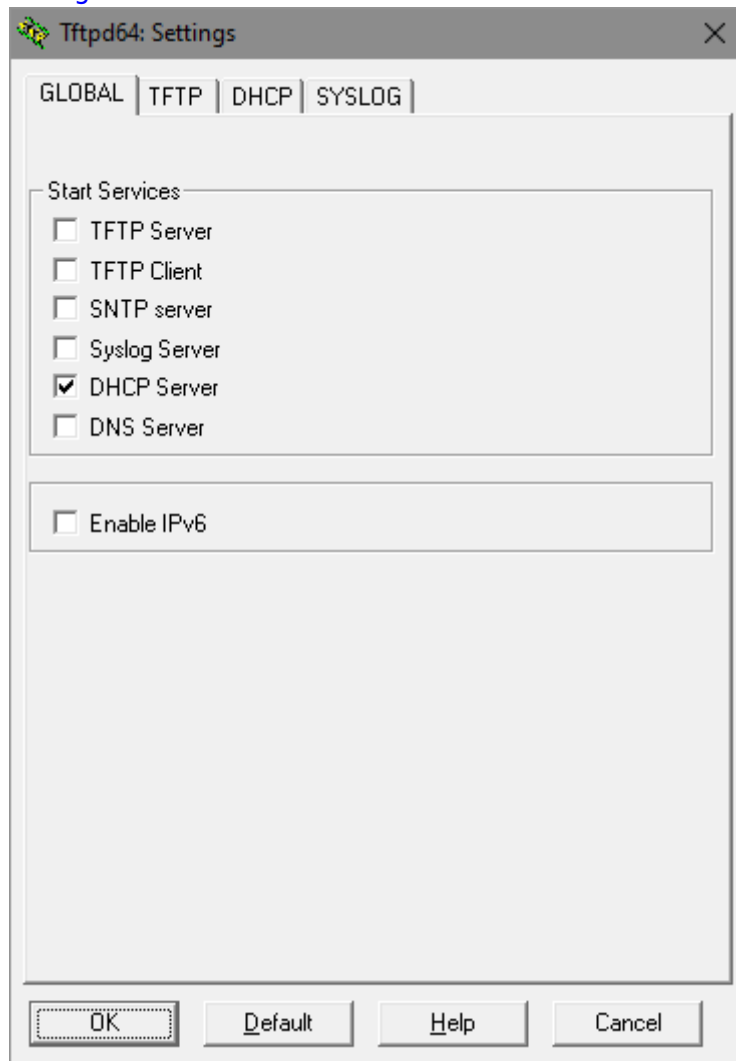 Tftpd64: Settings
GLOBAL TFTP DHCP SYSLOG
Start Services
TFTP Server
TFTP Client
SNTP server
Syslog Server
DHCP Server
DNS Server
Enable IPv6
OK Default Help Cancel